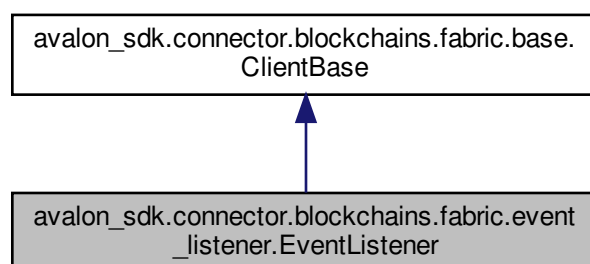 avalon_sdk.connector.blockchains.fabric.base.
ClientBase
avalon_sdk.connector.blockchains.fabric.event
_listener.EventListener